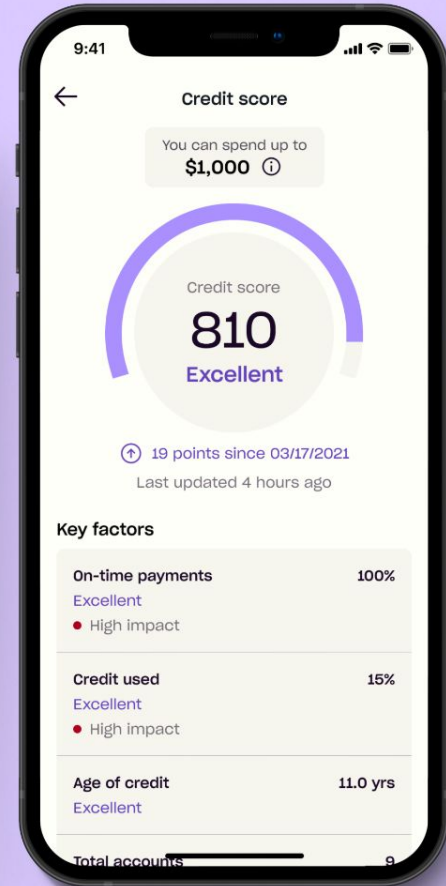 9:41
Credit score
You can spend up to
$1,000
Credit score
810
Excellent
19 points since 03/17/2021
Last updated 4 hours ago
Key factors
On-time payments 100%
Excellent
High impact
Credit used 15%
Excellent
High impact
Age of credit 11.0 yrs
Excellent
Total accounts 9